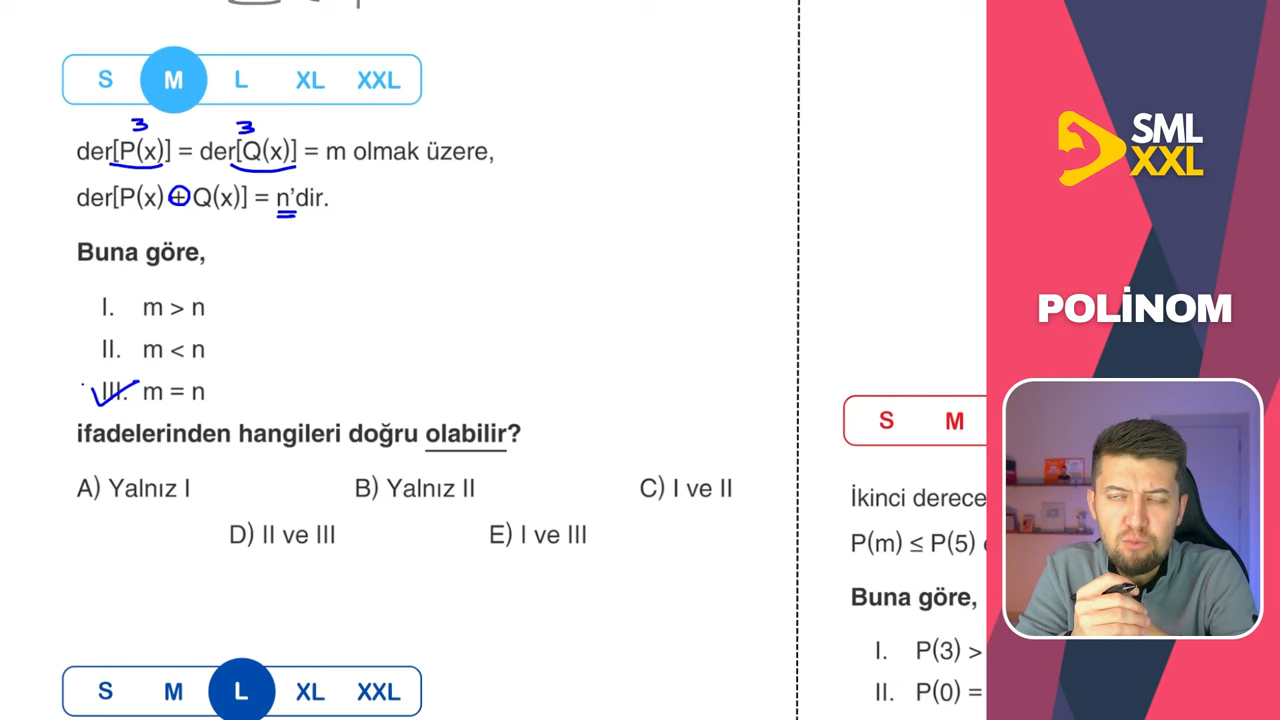 S M L XL XXL
3 3
der[P(x)] = der[Q(x)] = m olmak üzere,
der[P(x) + Q(x)] = n'dir.
Buna göre,
I. m > n
II. m < n
III. m = n
ifadelerinden hangileri doğru olabilir?
A) Yalnız I B) Yalnız II C) I ve II
D) II ve III E) I ve III
S M L XL XXL
S M
İkinci derece
P(m) ≤ P(5)
Buna göre,
I. P(3) >
II. P(0) =
SML
XXL
POLİNOM